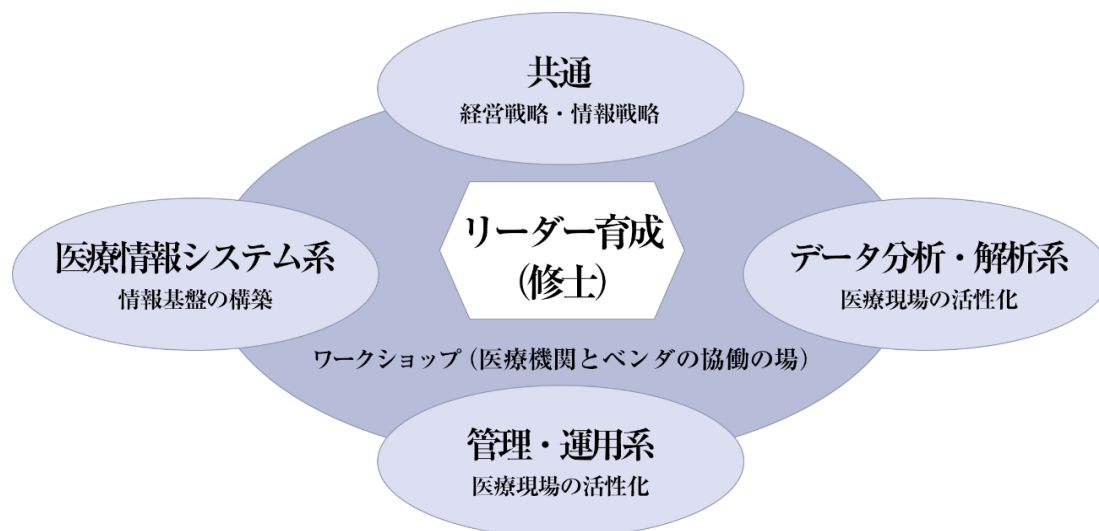 共通
経営戦略・情報戦略
リーダー育成
(修士)
医療情報システム系
情報基盤の構築
データ分析・解析系
医療現場の活性化
ワークショップ(医療機関とベンダの協働の場)
管理・運用系
医療現場の活性化